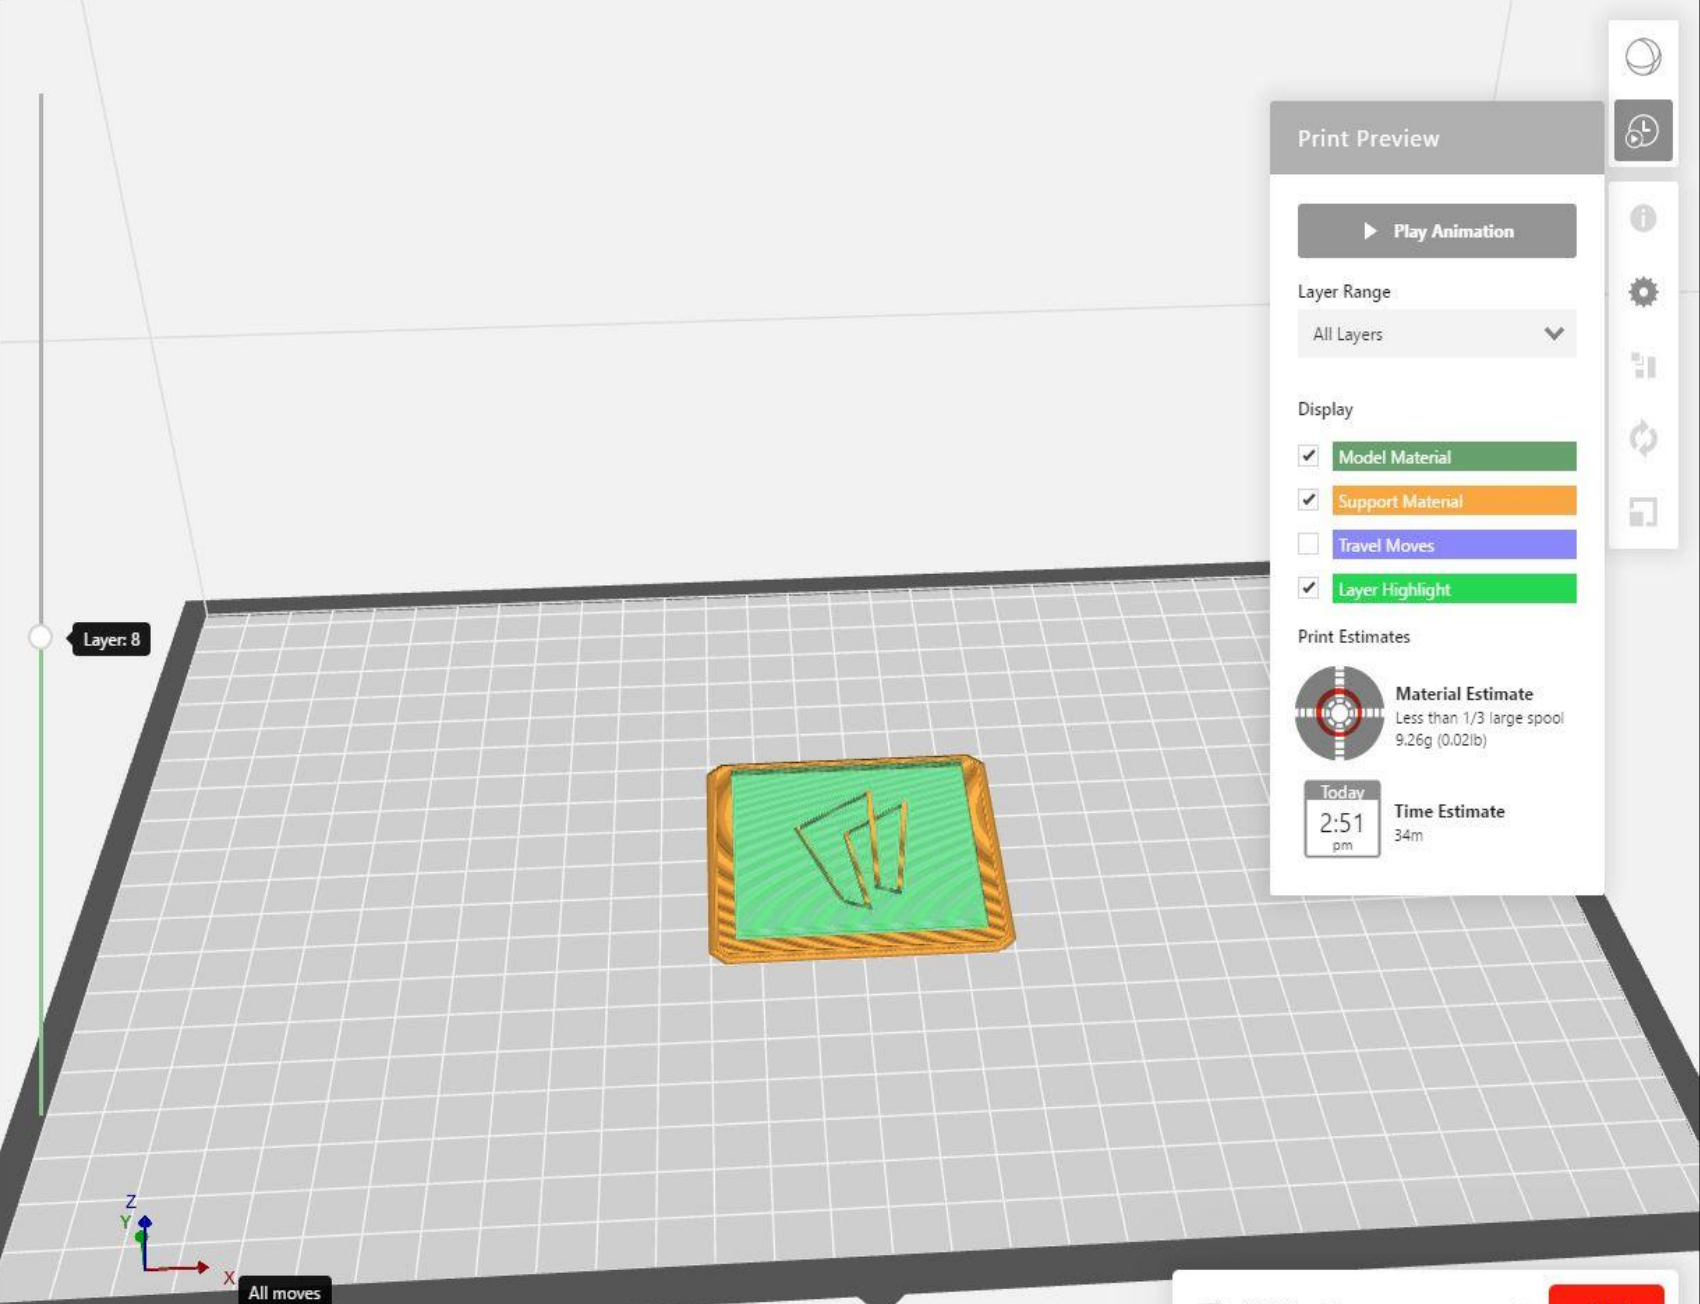 Print Preview
Play Animation
Layer Range
All Layers
Display
Model Material
Support Material
Travel Moves
Layer Highlight
Print Estimates
Material Estimate
Less than 1/3 large spool
9.26g (0.02lb)
Today
2:51
pm
Time Estimate
34m
Layer: 8
Z
Y
X
All moves